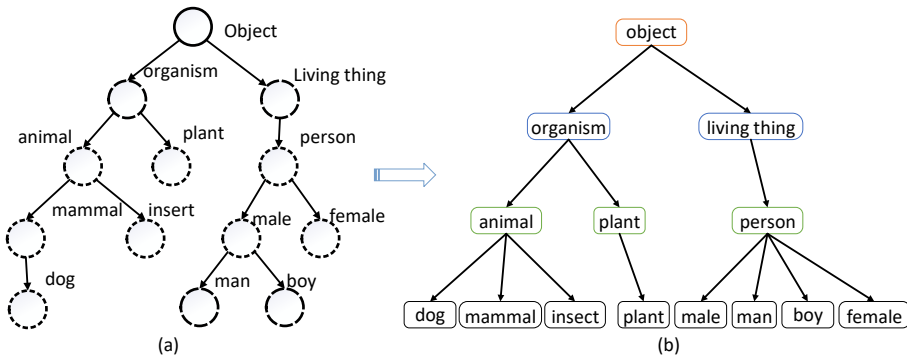 Object
organism
Living thing
animal
plant
person
mammal
insert
male
female
dog
man
boy
(a)
object
organism
living thing
animal
plant
person
dog
mammal
insect
plant
male
man
boy
female
(b)